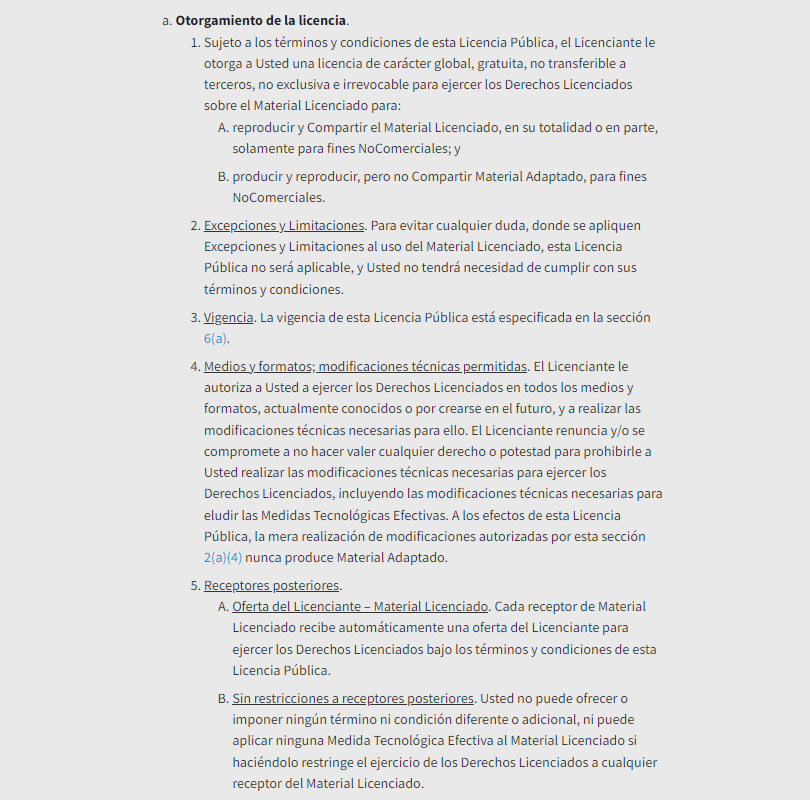 a. Otorgamiento de la licencia.
1. Sujeto a los términos y condiciones de esta Licencia Pública, el Licenciante le
otorga a Usted una licencia de carácter global, gratuita, no transferible a
terceros, no exclusiva e irrevocable para ejercer los Derechos Licenciados
sobre el Material Licenciado para:
A. reproducir y Compartir el Material Licenciado, en su totalidad o en parte,
solamente para fines NoComerciales; y
B. producir y reproducir, pero no Compartir Material Adaptado, para fines
NoComerciales.
2. Excepciones y Limitaciones. Para evitar cualquier duda, donde se apliquen
Excepciones y Limitaciones al uso del Material Licenciado, esta Licencia
Pública no será aplicable, y Usted no tendrá necesidad de cumplir con sus
términos y condiciones.
3. Vigencia. La vigencia de esta Licencia Pública está especificada en la sección
6(a).
4. Medios y formatos; modificaciones técnicas permitidas. El Licenciante le
autoriza a Usted a ejercer los Derechos Licenciados en todos los medios y
formatos, actualmente conocidos o por crearse en el futuro, y a realizar las
modificaciones técnicas necesarias para ello. El Licenciante renuncia y/o se
compromete a no hacer valer cualquier derecho o potestad para prohibirle a
Usted realizar las modificaciones técnicas necesarias para ejercer los
Derechos Licenciados, incluyendo las modificaciones técnicas necesarias para
eludir las Medidas Tecnológicas Efectivas. A los efectos de esta Licencia
Pública, la mera realización de modificaciones autorizadas por esta sección
2(a)(4) nunca produce Material Adaptado.
5. Receptores posteriores.
A. Oferta del Licenciante – Material Licenciado. Cada receptor de Material
Licenciado recibe automáticamente una oferta del Licenciante para
ejercer los Derechos Licenciados bajo los términos y condiciones de esta
Licencia Pública.
B. Sin restricciones a receptores posteriores. Usted no puede ofrecer o
imponer ningún término ni condición diferente o adicional, ni puede
aplicar ninguna Medida Tecnológica Efectiva al Material Licenciado si
haciéndolo restringe el ejercicio de los Derechos Licenciados a cualquier
receptor del Material Licenciado.